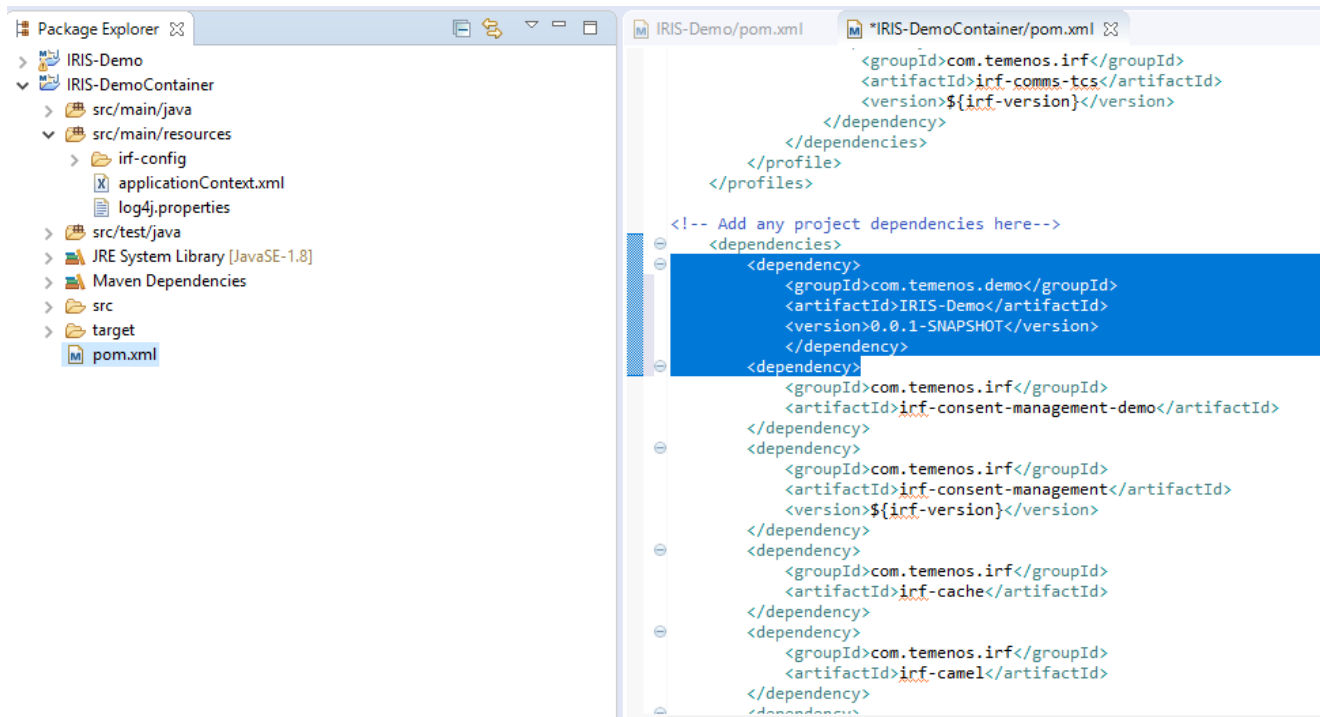 Package Explorer
IRIS-Demo
IRIS-DemoContainer
src/main/java
src/main/resources
irf-config
applicationContext.xml
log4j.properties
src/test/java
JRE System Library [JavaSE-1.8]
Maven Dependencies
src
target
pom.xml
IRIS-Demo/pom.xml
*IRIS-DemoContainer/pom.xml
<groupId>com.temenos.irf</groupId>
<artifactId>irf-comms-tcs</artifactId>
<version>${irf-version}</version>
</dependency>
</dependencies>
</profile>
</profiles>
<!-- Add any project dependencies here-->
<dependencies>
<dependency>
<groupId>com.temenos.demo</groupId>
<artifactId>IRIS-Demo</artifactId>
<version>0.0.1-SNAPSHOT</version>
</dependency>
<dependency>
<groupId>com.temenos.irf</groupId>
<artifactId>irf-consent-management-demo</artifactId>
</dependency>
<dependency>
<groupId>com.temenos.irf</groupId>
<artifactId>irf-consent-management</artifactId>
<version>${irf-version}</version>
</dependency>
<dependency>
<groupId>com.temenos.irf</groupId>
<artifactId>irf-cache</artifactId>
</dependency>
<dependency>
<groupId>com.temenos.irf</groupId>
<artifactId>irf-camel</artifactId>
</dependency>
<dependency>